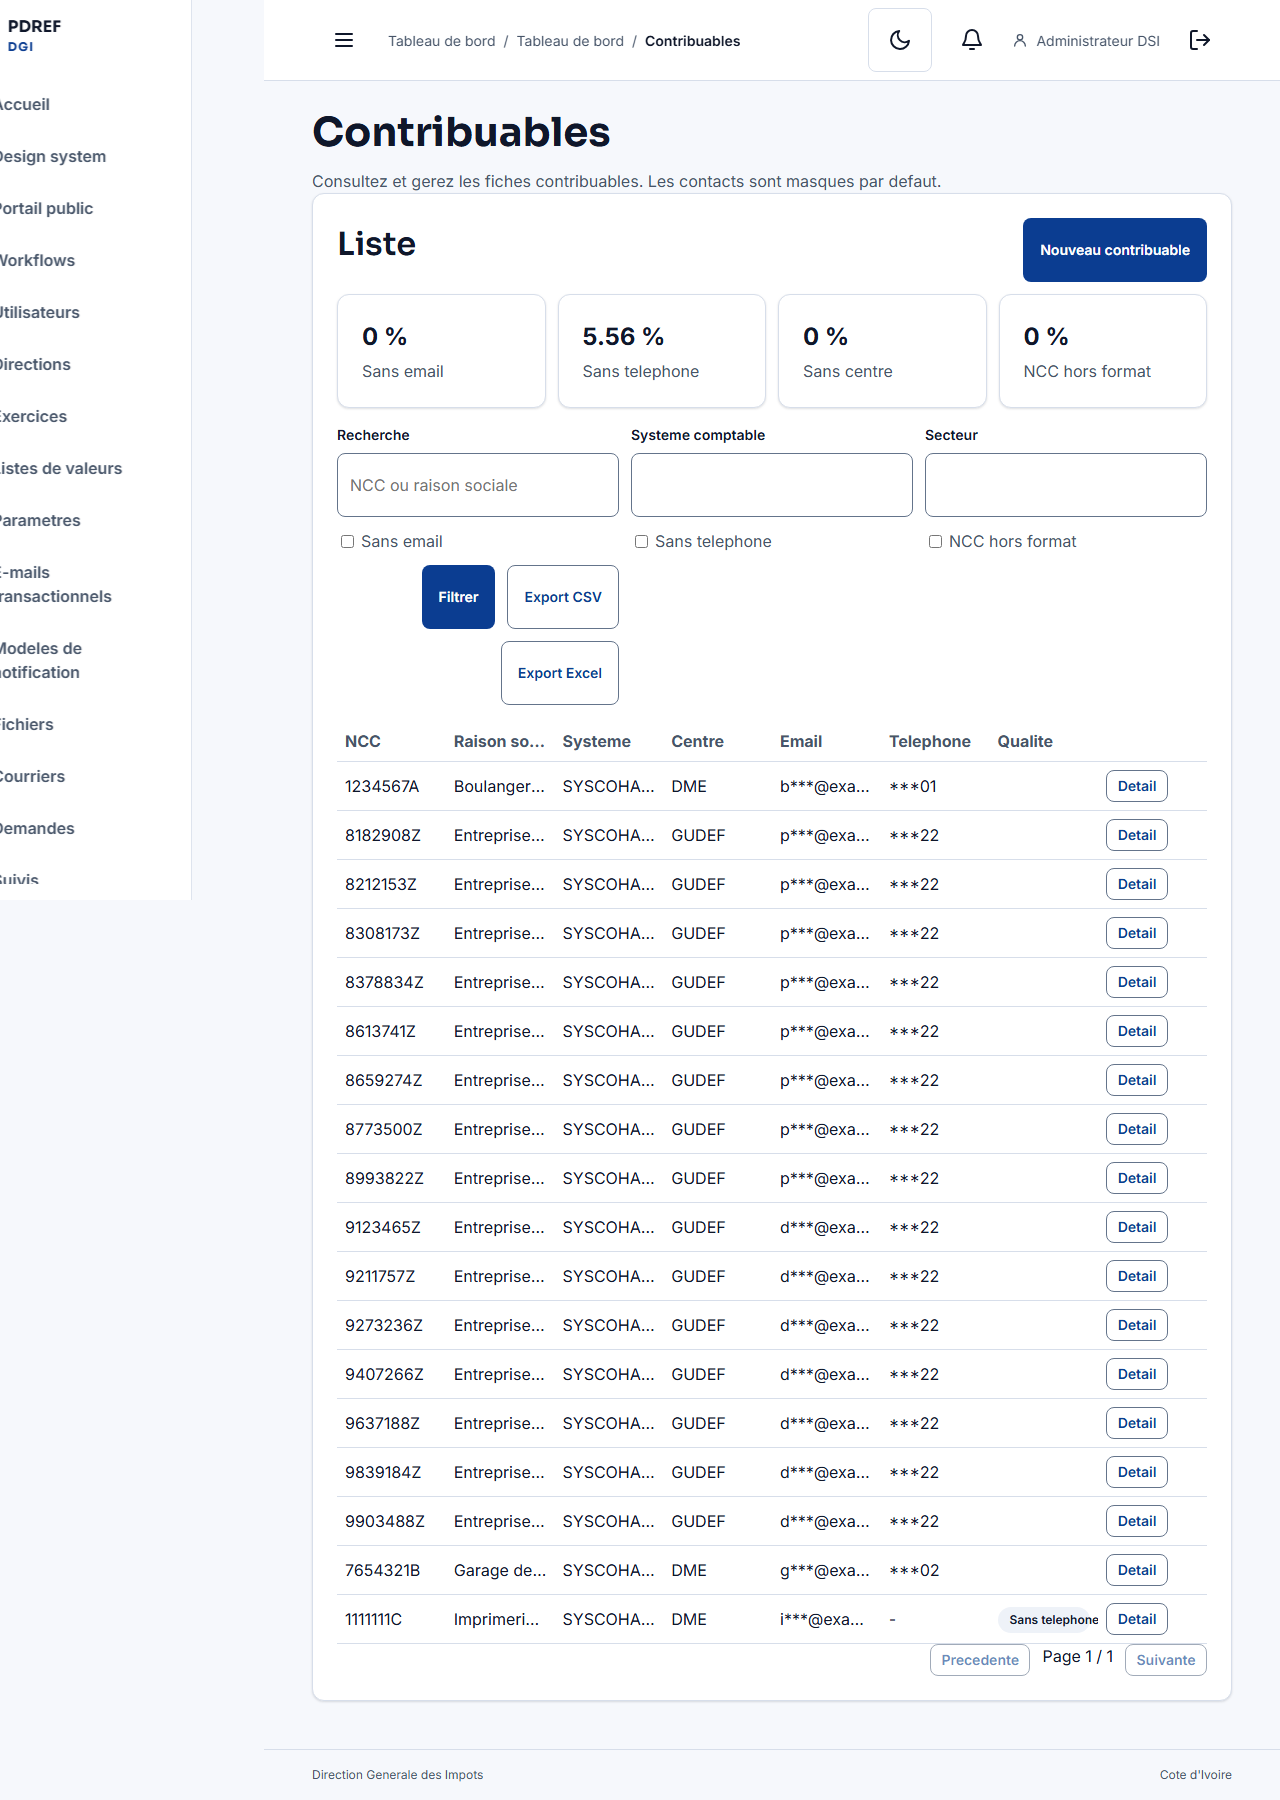 PDREF
DGI
Accueil
Design system
Portail public
Workflows
Utilisateurs
Directions
Exercices
Listes de valeurs
Parametres
E-mails
transactionnels
Modeles de
notification
Fichiers
Courriers
Demandes
Suivis
Tableau de bord / Tableau de bord / Contribuables
Administrateur DSI
Contribuables
Consultez et gerez les fiches contribuables. Les contacts sont masques par defaut.
Liste
Nouveau contribuable
0 %
Sans email
5.56 %
Sans telephone
0 %
Sans centre
0 %
NCC hors format
Recherche
Systeme comptable
Secteur
NCC ou raison sociale
Sans email
Sans telephone
NCC hors format
Filtrer
Export CSV
Export Excel
NCC Raison so... Systeme Centre Email Telephone Qualite
1234567A Boulanger... SYSCOHA... DME b***@exa... ***01 Detail
8182908Z Entreprise... SYSCOHA... GUDEF p***@exa... ***22 Detail
8212153Z Entreprise... SYSCOHA... GUDEF p***@exa... ***22 Detail
8308173Z Entreprise... SYSCOHA... GUDEF p***@exa... ***22 Detail
8378834Z Entreprise... SYSCOHA... GUDEF p***@exa... ***22 Detail
8613741Z Entreprise... SYSCOHA... GUDEF p***@exa... ***22 Detail
8659274Z Entreprise... SYSCOHA... GUDEF p***@exa... ***22 Detail
8773500Z Entreprise... SYSCOHA... GUDEF p***@exa... ***22 Detail
8993822Z Entreprise... SYSCOHA... GUDEF p***@exa... ***22 Detail
9123465Z Entreprise... SYSCOHA... GUDEF d***@exa... ***22 Detail
9211757Z Entreprise... SYSCOHA... GUDEF d***@exa... ***22 Detail
9273236Z Entreprise... SYSCOHA... GUDEF d***@exa... ***22 Detail
9407266Z Entreprise... SYSCOHA... GUDEF d***@exa... ***22 Detail
9637188Z Entreprise... SYSCOHA... GUDEF d***@exa... ***22 Detail
9839184Z Entreprise... SYSCOHA... GUDEF d***@exa... ***22 Detail
9903488Z Entreprise... SYSCOHA... GUDEF d***@exa... ***22 Detail
7654321B Garage de... SYSCOHA... DME g***@exa... ***02 Detail
1111111C Imprimeri... SYSCOHA... DME i***@exa... - Sans telephone Detail
Precedente Page 1 / 1 Suivante
Direction Generale des Impots
Cote d'Ivoire